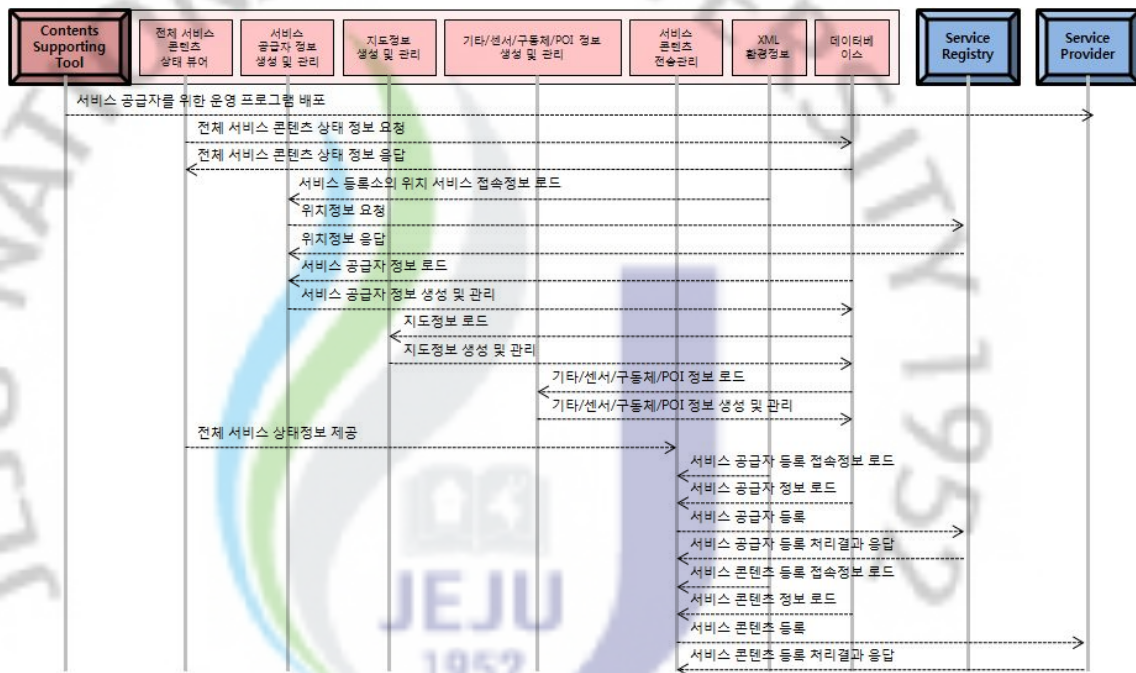 Contents
Supporting
Tool
전체 서비스
콘텐츠
상태 뷰어
서비스
공급자 정보
생성 및 관리
지도정보
생성 및 관리
기타/센서/구동체/POI 정보
생성 및 관리
서비스
콘텐츠
전송관리
XML
환경정보
데이터베
이스
Service
Registry
Service
Provider
서비스 공급자를 위한 운영 프로그램 배포
전체 서비스 콘텐츠 상태 정보 요청
전체 서비스 콘텐츠 상태 정보 응답
서비스 등록소의 위치 서비스 접속정보 로드
위치정보 요청
위치정보 응답
서비스 공급자 정보 로드
서비스 공급자 정보 생성 및 관리
지도정보 로드
지도정보 생성 및 관리
기타/센서/구동체/POI 정보 로드
기타/센서/구동체/POI 정보 생성 및 관리
전체 서비스 상태정보 제공
서비스 공급자 등록 접속정보 로드
서비스 공급자 정보 로드
서비스 공급자 등록
서비스 공급자 등록 처리결과 응답
서비스 콘텐츠 등록 접속정보 로드
서비스 콘텐츠 정보 로드
서비스 콘텐츠 등록
서비스 콘텐츠 등록 처리결과 응답
JEJU
1952
JEJU NATIONAL UNIVERSITY 1952